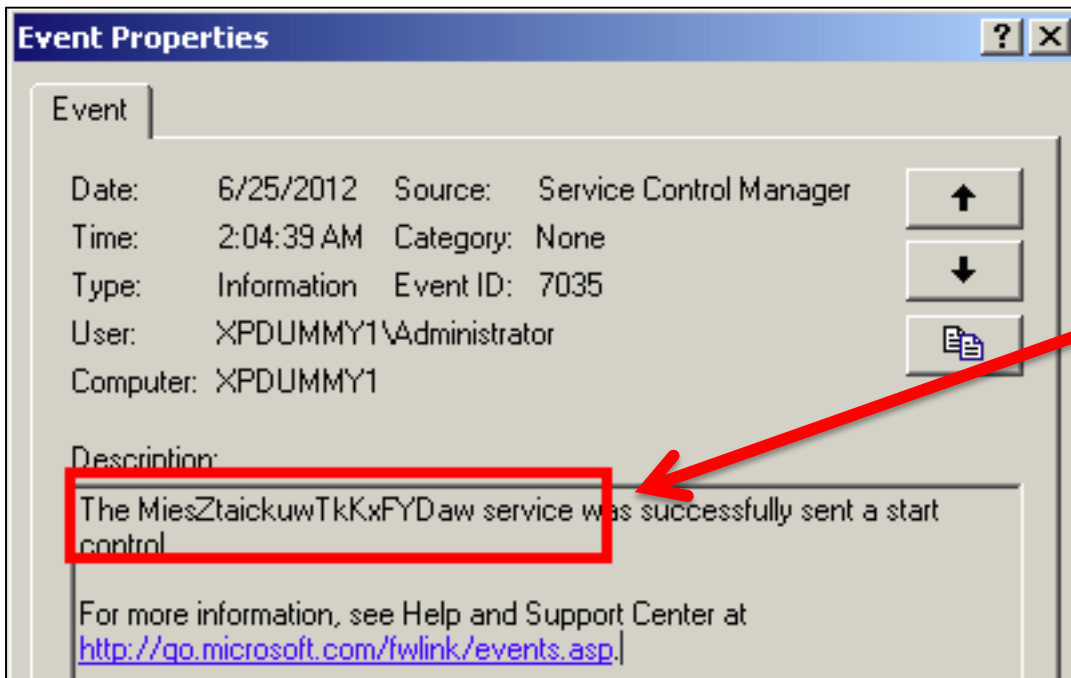 Event Properties
Event
Date: 6/25/2012 Source: Service Control Manager
Time: 2:04:39 AM Category: None
Type: Information Event ID: 7035
User: XPDUMMY1\Administrator
Computer: XPDUMMY1
Description:
The MiesZtaickuwTkKxFYDaw service was successfully sent a start
control.
For more information, see Help and Support Center at
http://go.microsoft.com/fwlink/events.asp.